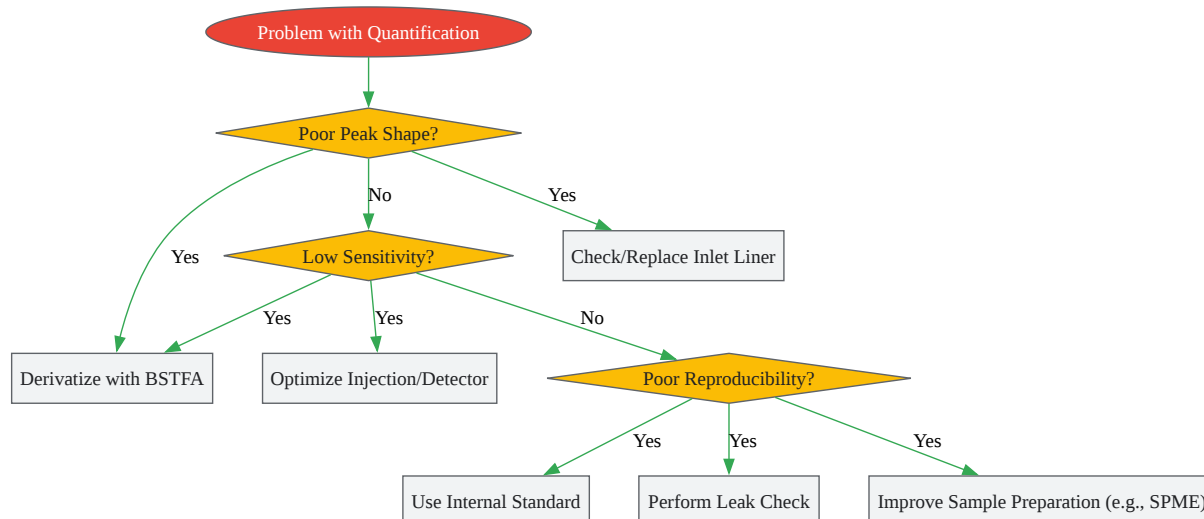 Problem with Quantification
Poor Peak Shape?
No
Yes
Yes
Low Sensitivity?
Check/Replace Inlet Liner
Yes
Yes
No
Derivatize with BSTFA
Optimize Injection/Detector
Poor Reproducibility?
Yes
Yes
Yes
Use Internal Standard
Perform Leak Check
Improve Sample Preparation (e.g., SPME)